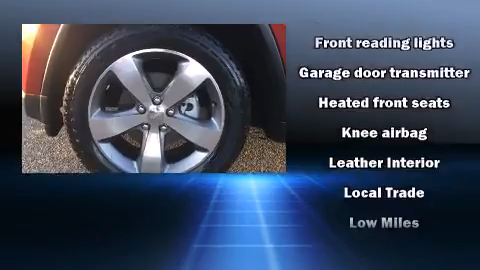 Front reading lights
Garage door transmitter
Heated front seats
Knee airbag
Leather Interior
Local Trade
Low Miles